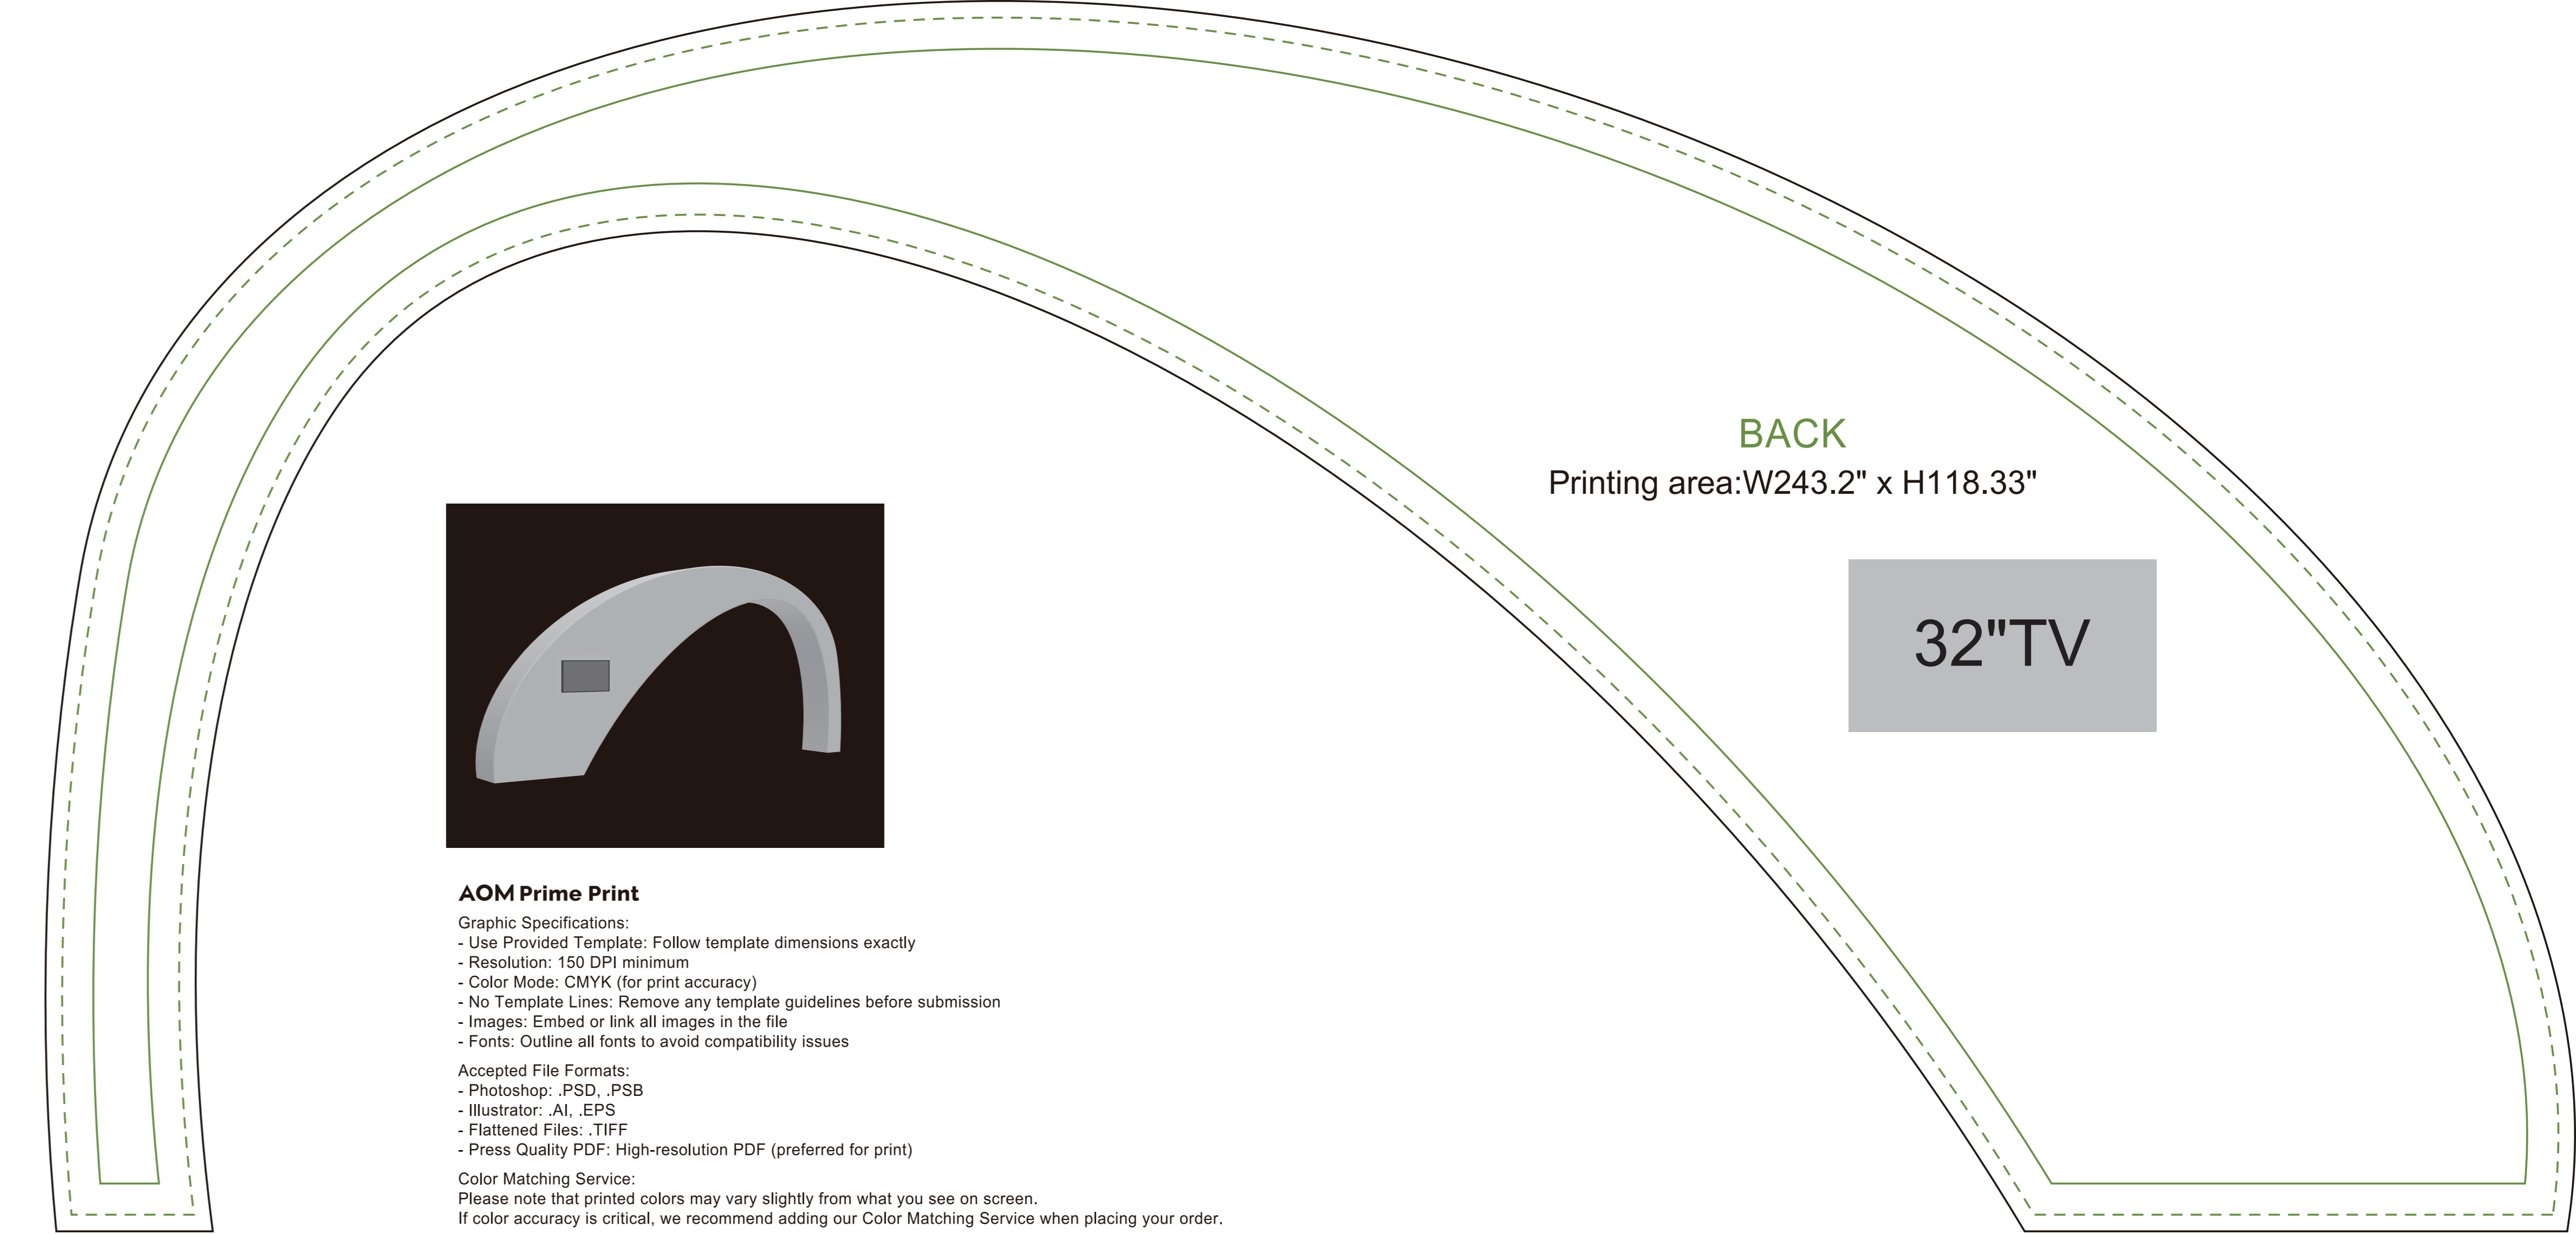 BACK
Printing area:W243.2" x H118.33"
32"TV
AOM Prime Print
Graphic Specifications:
- Use Provided Template: Follow template dimensions exactly
- Resolution: 150 DPI minimum
- Color Mode: CMYK (for print accuracy)
- No Template Lines: Remove any template guidelines before submission
- Images: Embed or link all images in the file
- Fonts: Outline all fonts to avoid compatibility issues
Accepted File Formats:
- Photoshop: .PSD, .PSB
- Illustrator: .AI, .EPS
- Flattened Files: .TIFF
- Press Quality PDF: High-resolution PDF (preferred for print)
Color Matching Service:
Please note that printed colors may vary slightly from what you see on screen.
If color accuracy is critical, we recommend adding our Color Matching Service when placing your order.